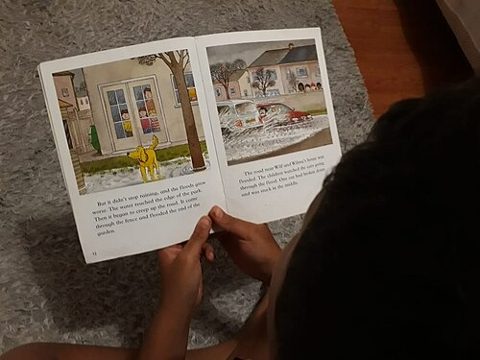 But it didn't stop raining, and the floods grew
worse. The water reached the edge of the park.
Then it began to creep up the road. It came
through the fence and flooded the end of the
garden.
The road near Wilf and Wilma's house was
flooded. The children watched the cars going
through the flood. One car had broken down
and was stuck in the middle.